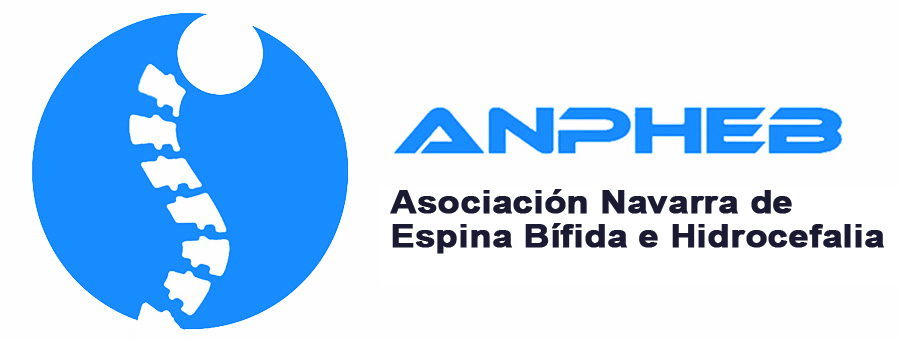 ANPHEB
Asociación Navarra de
Espina Bífida e Hidrocefalia